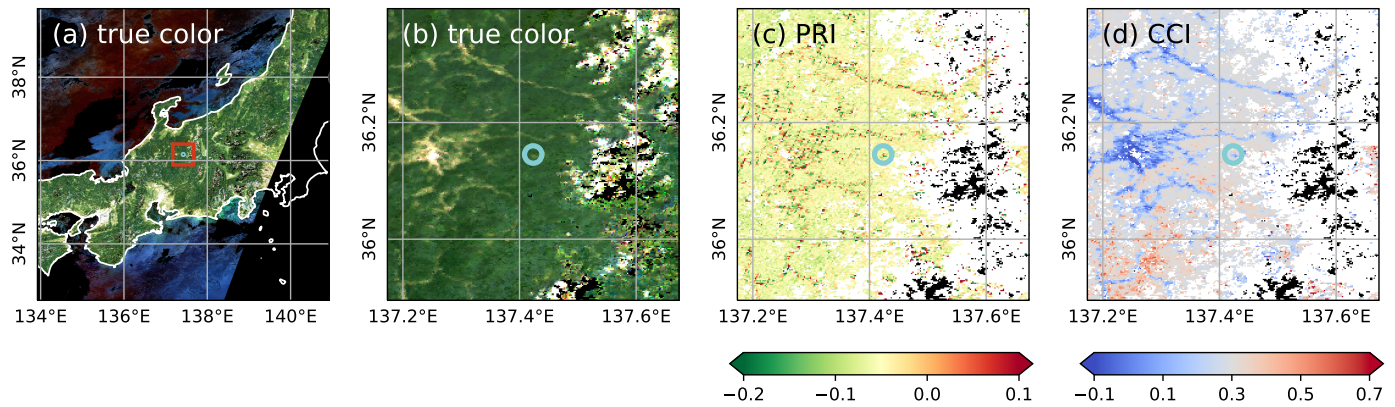 (a) true color
38°N
36°N
34°N
134°E 136°E 138°E 140°E
(b) true color
36.2°N
36°N
137.2°E 137.4°E 137.6°E
(c) PRI
36.2°N
36°N
137.2°E 137.4°E 137.6°E
−0.2 −0.1 0.0 0.1
(d) CCI
36.2°N
36°N
137.2°E 137.4°E 137.6°E
−0.1 0.1 0.3 0.5 0.7